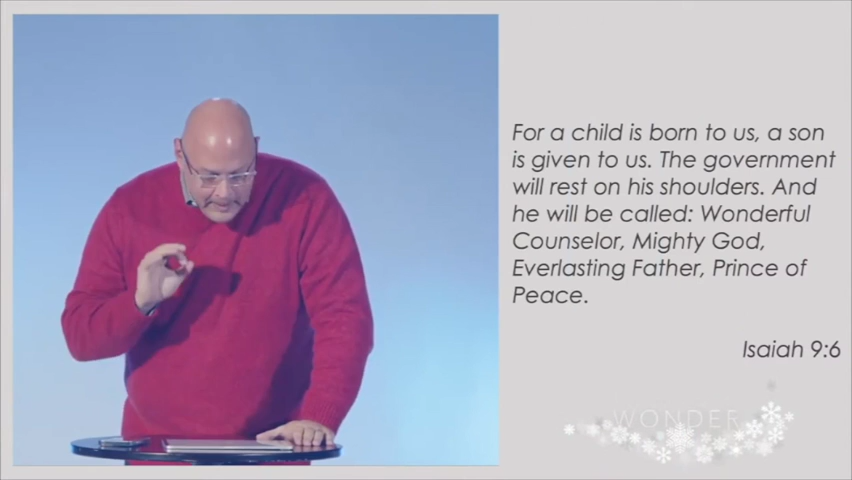 For a child is born to us, a son
is given to us. The government
will rest on his shoulders. And
he will be called: Wonderful
Counselor, Mighty God,
Everlasting Father, Prince of
Peace.
Isaiah 9:6
WONDER